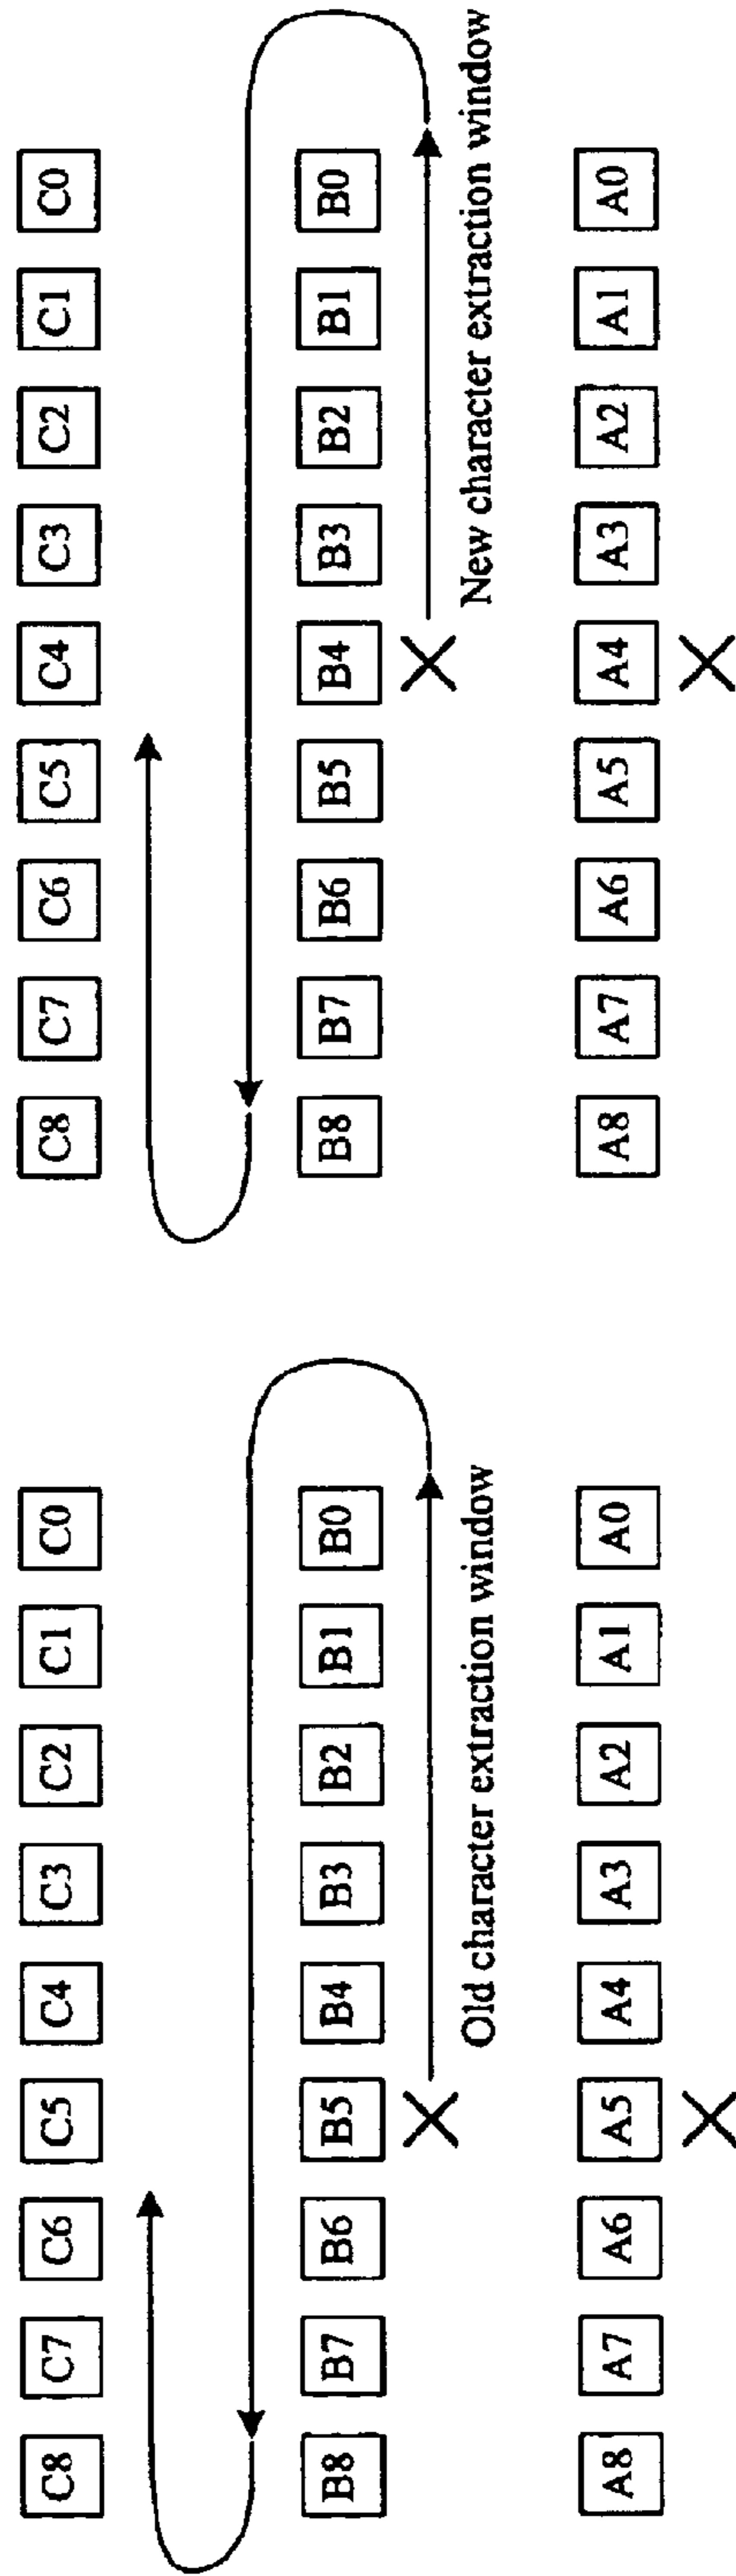 C8 C7 C6 C5 C4 C3 C2 C1 C0 C8 C7 C6 C5 C4 C3 C2 C1 C0
B8 B7 B6 B5 B4 B3 B2 B1 B0 B8 B7 B6 B5 B4 B3 B2 B1 B0
Old character extraction window New character extraction window
A8 A7 A6 A5 A4 A3 A2 A1 A0 A8 A7 A6 A5 A4 A3 A2 A1 A0